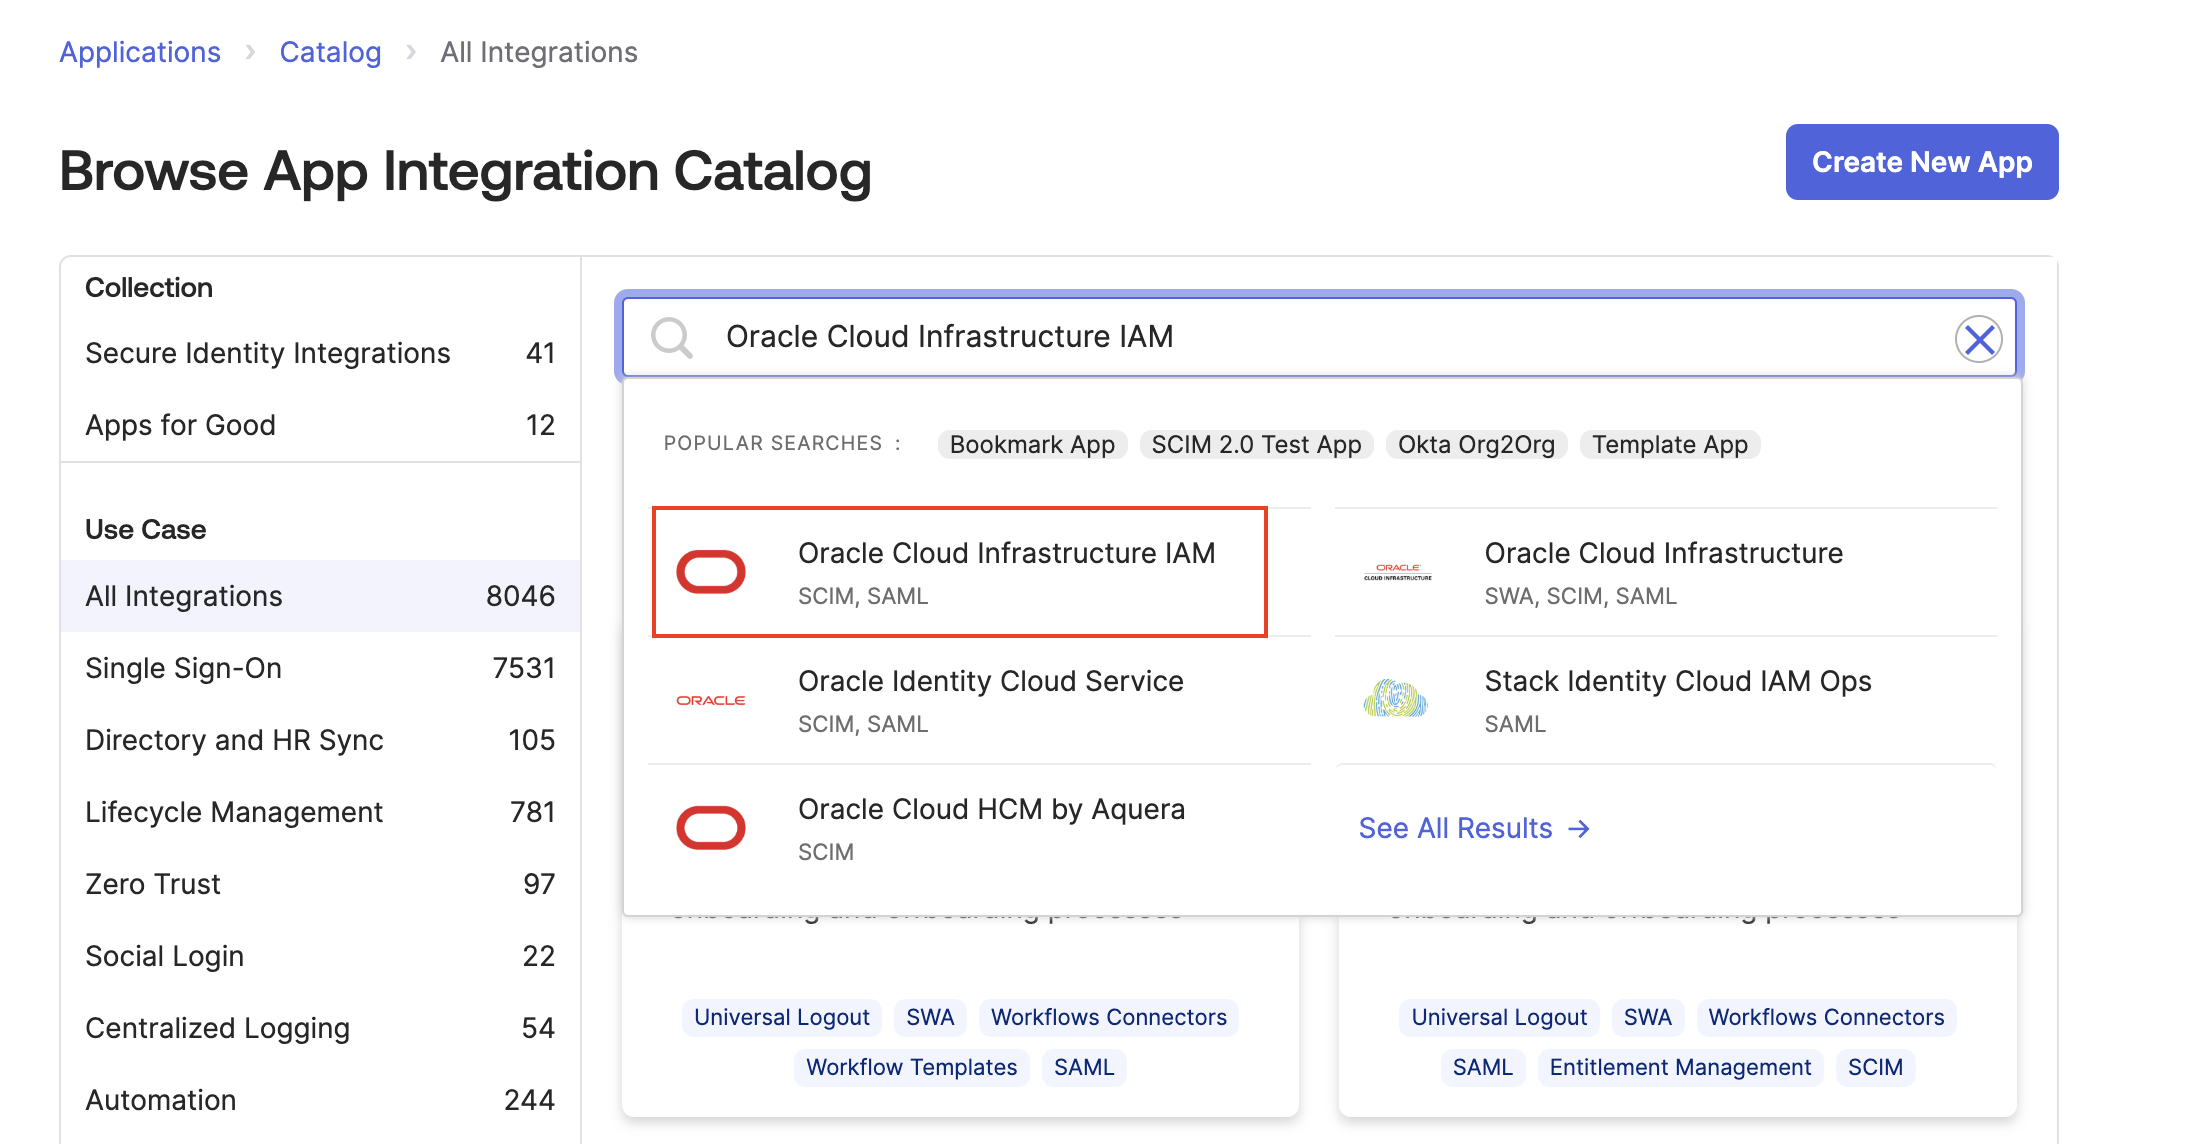 Applications > Catalog > All Integrations
Browse App Integration Catalog
Create New App
Collection
Secure Identity Integrations 41
Apps for Good 12
Use Case
All Integrations 8046
Single Sign-On 7531
Directory and HR Sync 105
Lifecycle Management 781
Zero Trust 97
Social Login 22
Centralized Logging 54
Automation 244
Oracle Cloud Infrastructure IAM
POPULAR SEARCHES : Bookmark App SCIM 2.0 Test App Okta Org2Org Template App
Oracle Cloud Infrastructure IAM
SCIM, SAML
ORACLE
CLOUD INFRASTRUCTURE
Oracle Cloud Infrastructure
SWA, SCIM, SAML
ORACLE
Oracle Identity Cloud Service
SCIM, SAML
Stack Identity Cloud IAM Ops
SAML
Oracle Cloud HCM by Aquera
SCIM
See All Results →
Universal Logout SWA Workflows Connectors
Workflow Templates SAML
Universal Logout SWA Workflows Connectors
SAML Entitlement Management SCIM